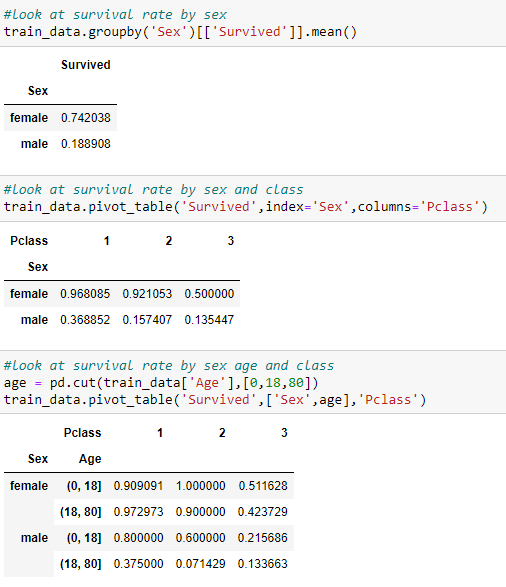 #look at survival rate by sex
train_data.groupby('Sex')[['Survived']].mean()
Survived
Sex
female 0.742038
male 0.188908
#look at survival rate by sex and class
train_data.pivot_table('Survived',index='Sex',columns='Pclass')
Pclass 1 2 3
Sex
female 0.968085 0.921053 0.500000
male 0.368852 0.157407 0.135447
#look at survival rate by sex age and class
age = pd.cut(train_data['Age'],[0,18,80])
train_data.pivot_table('Survived',['Sex',age],'Pclass')
Pclass 1 2 3
Sex Age
female (0, 18] 0.909091 1.000000 0.511628
(18, 80] 0.972973 0.900000 0.423729
male (0, 18] 0.800000 0.600000 0.215686
(18, 80] 0.375000 0.071429 0.133663